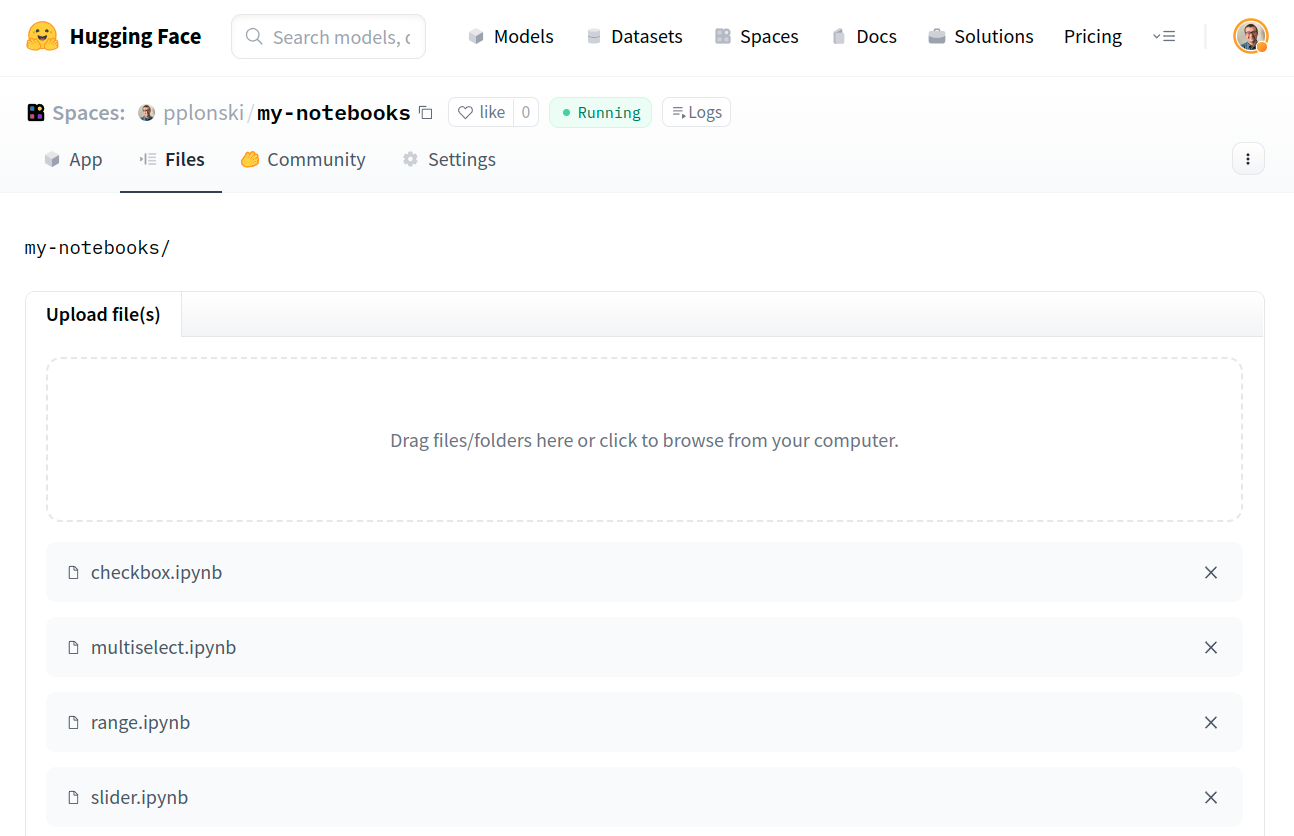 Hugging Face Search models, d Models Datasets Spaces Docs Solutions Pricing
Spaces: pplonski/my-notebooks like 0 Running Logs
App Files Community Settings
my-notebooks/
Upload file(s)
Drag files/folders here or click to browse from your computer.
checkbox.ipynb
multiselect.ipynb
range.ipynb
slider.ipynb